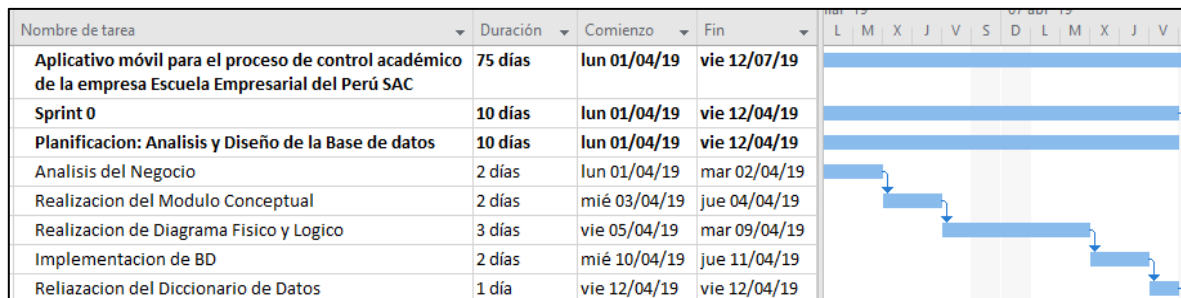 mar '19 07 abr '19
Nombre de tarea Duración Comienzo Fin L M X J V S D L M X J V
Aplicativo móvil para el proceso de control académico 75 días lun 01/04/19 vie 12/07/19
de la empresa Escuela Empresarial del Perú SAC
Sprint 0 10 días lun 01/04/19 vie 12/04/19
Planificacion: Analisis y Diseño de la Base de datos 10 días lun 01/04/19 vie 12/04/19
Analisis del Negocio 2 días lun 01/04/19 mar 02/04/19
Realizacion del Modulo Conceptual 2 días mié 03/04/19 jue 04/04/19
Realizacion de Diagrama Fisico y Logico 3 días vie 05/04/19 mar 09/04/19
Implementacion de BD 2 días mié 10/04/19 jue 11/04/19
Reliazacion del Diccionario de Datos 1 día vie 12/04/19 vie 12/04/19